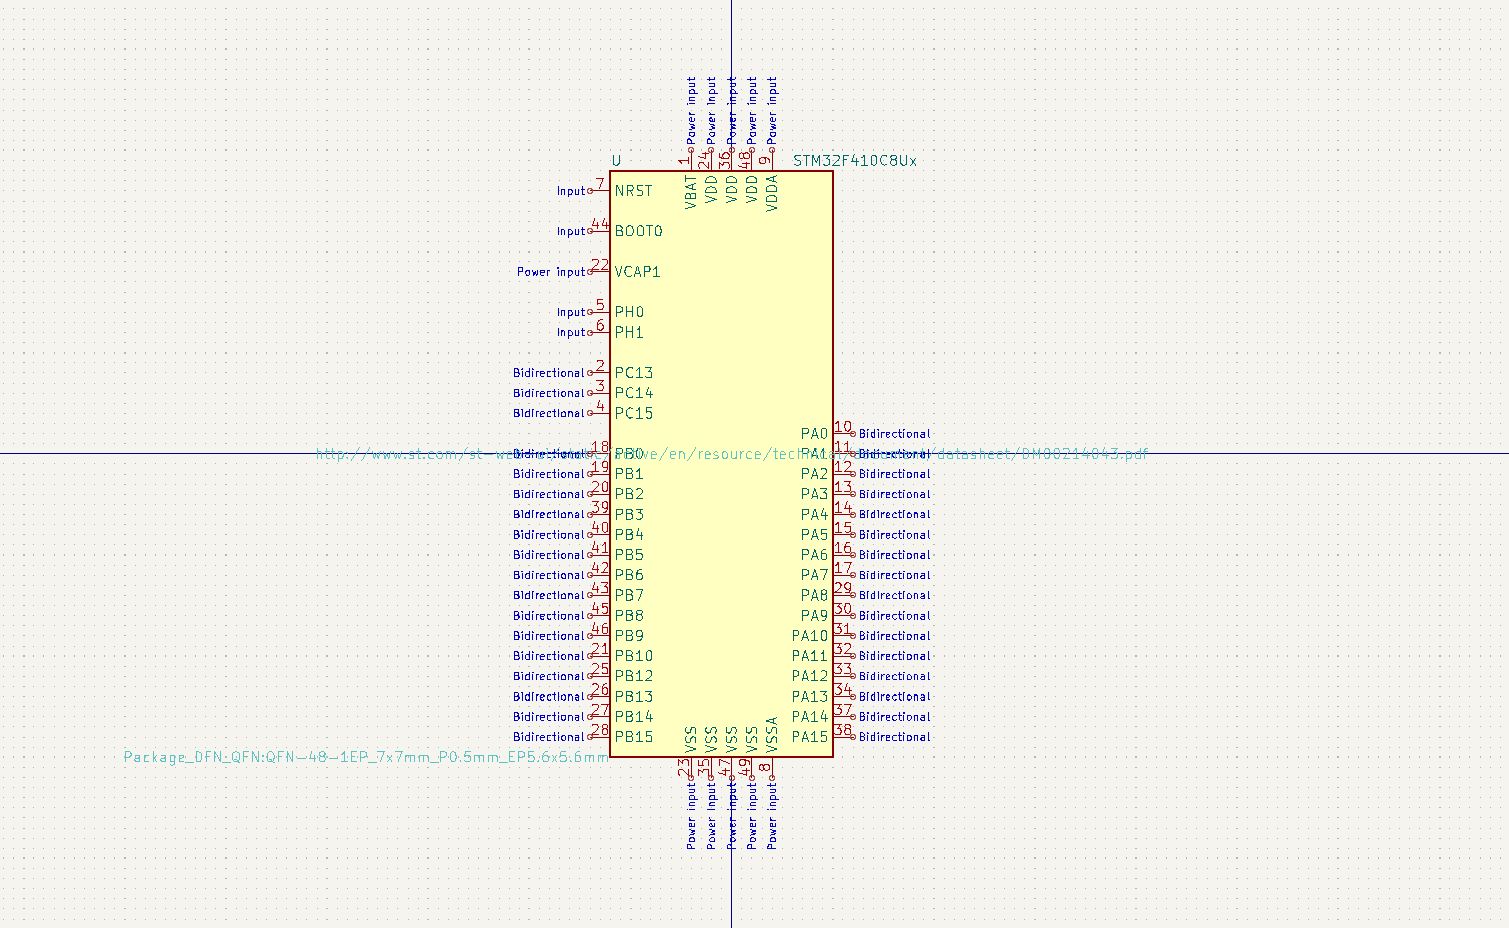 Power input Power input Power input Power input Power input
1 24 36 48 9
U STM32F410C8Ux
VBAT VDD VDD VDD VDDA
Input 7 NRST
Input 44 BOOT0
Power input 22 VCAP1
Input 5 PH0
Input 6 PH1
Bidirectional 2 PC13
Bidirectional 3 PC14
Bidirectional 4 PC15
PA0 10 Bidirectional
Bidirectional 18 PB0 PA1 11 Bidirectional
http://www.st.com/st-web-ui/static/active/en/resource/technical/document/datasheet/DM00214043.pdf
Bidirectional 19 PB1 PA2 12 Bidirectional
Bidirectional 20 PB2 PA3 13 Bidirectional
Bidirectional 39 PB3 PA4 14 Bidirectional
Bidirectional 40 PB4 PA5 15 Bidirectional
Bidirectional 41 PB5 PA6 16 Bidirectional
Bidirectional 42 PB6 PA7 17 Bidirectional
Bidirectional 43 PB7 PA8 29 Bidirectional
Bidirectional 45 PB8 PA9 30 Bidirectional
Bidirectional 46 PB9 PA10 31 Bidirectional
Bidirectional 21 PB10 PA11 32 Bidirectional
Bidirectional 25 PB12 PA12 33 Bidirectional
Bidirectional 26 PB13 PA13 34 Bidirectional
Bidirectional 27 PB14 PA14 37 Bidirectional
Bidirectional 28 PB15 PA15 38 Bidirectional
VSS VSS VSS VSS VSSA
Package_DFN_QFN:QFN-48-1EP_7x7mm_P0.5mm_EP5.6x5.6mm
23 35 47 49 8
Power input Power input Power input Power input Power input